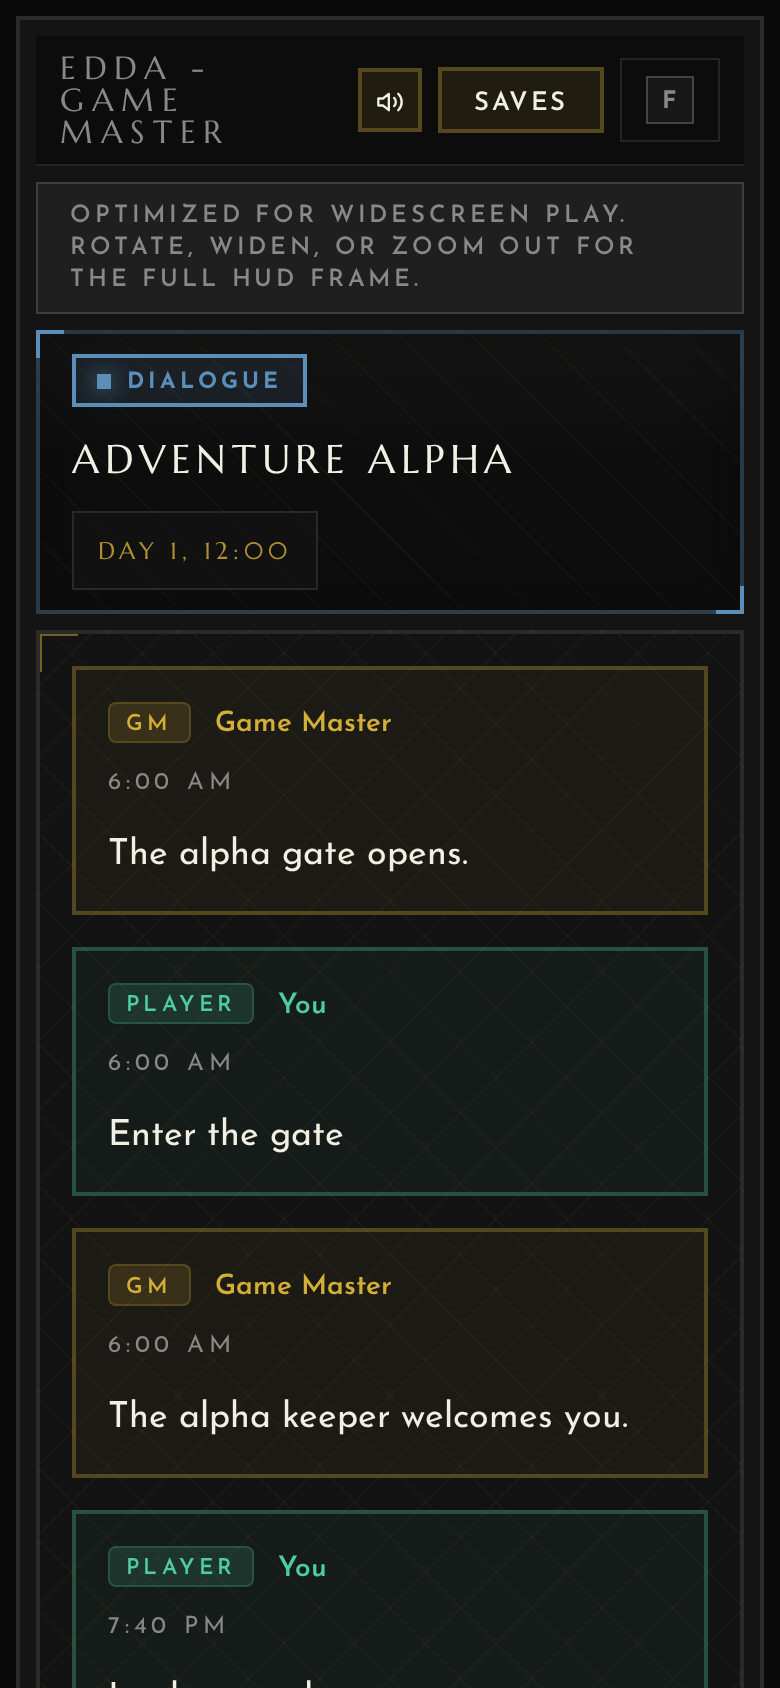 EDDA -
GAME
MASTER
SAVES
F
OPTIMIZED FOR WIDESCREEN PLAY.
ROTATE, WIDEN, OR ZOOM OUT FOR
THE FULL HUD FRAME.
DIALOGUE
ADVENTURE ALPHA
DAY 1, 12:00
GM Game Master
6:00 AM
The alpha gate opens.
PLAYER You
6:00 AM
Enter the gate
GM Game Master
6:00 AM
The alpha keeper welcomes you.
PLAYER You
7:40 PM